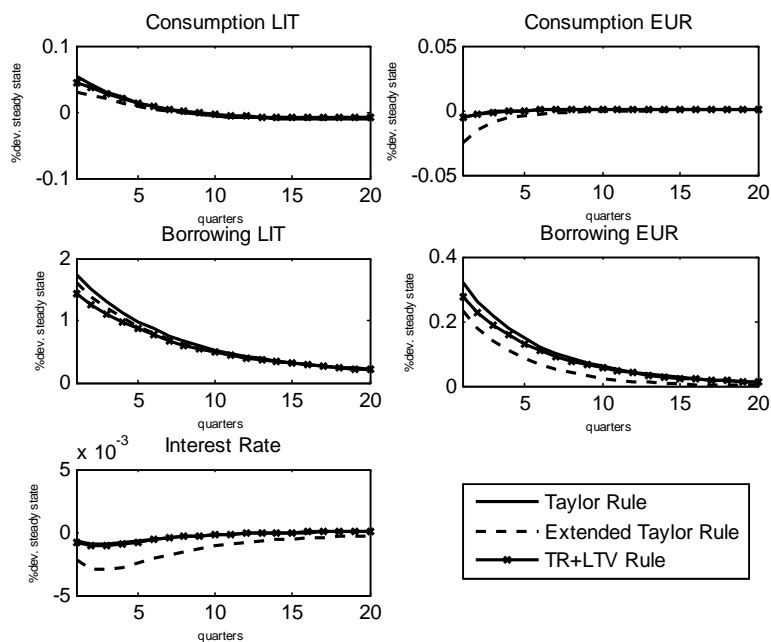 Consumption LIT
%dev. steady state
0.1
0
-0.1
5 10 15 20
quarters
Consumption EUR
%dev. steady state
0.05
0
-0.05
5 10 15 20
quarters
Borrowing LIT
%dev. steady state
2
1
0
5 10 15 20
quarters
Borrowing EUR
%dev. steady state
0.4
0.2
0
5 10 15 20
quarters
x 10-3
Interest Rate
%dev. steady state
5
0
-5
5 10 15 20
quarters
Taylor Rule
Extended Taylor Rule
TR+LTV Rule